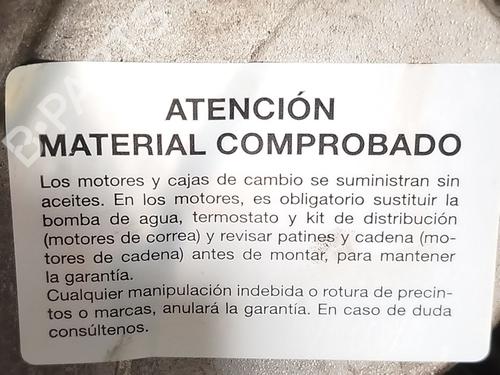 ATENCIÓN
MATERIAL COMPROBADO
Los motores y cajas de cambio se suministran sin
aceites. En los motores, es obligatorio sustituir la
bomba de agua, termostato y kit de distribución
(motores de correa) y revisar patines y cadena (mo-
tores de cadena) antes de montar, para mantener
la garantía.
Cualquier manipulación indebida o rotura de precin-
tos o marcas, anulará la garantía. En caso de duda
consúltenos.
B-PARTS